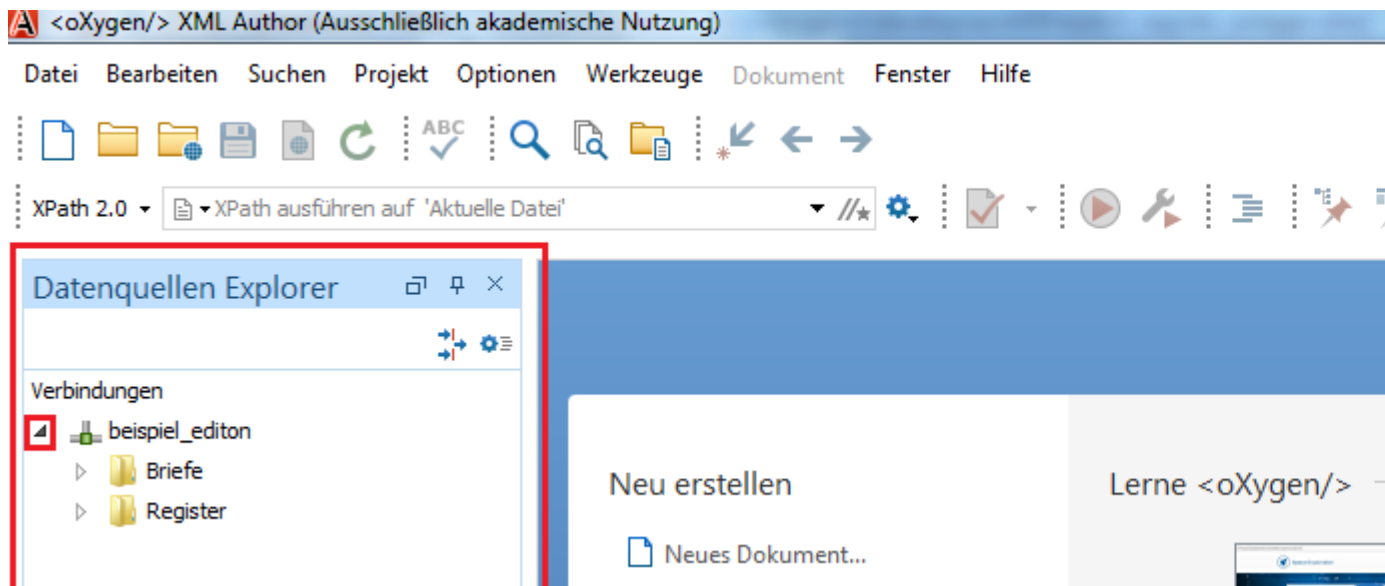 <oXygen/> XML Author (Ausschließlich akademische Nutzung)
Datei Bearbeiten Suchen Projekt Optionen Werkzeuge Dokument Fenster Hilfe
ABC
XPath 2.0 XPath ausführen auf 'Aktuelle Datei'
Datenquellen Explorer
Verbindungen
beispiel_editon
Briefe
Register
Neu erstellen
Neues Dokument...
Lerne <oXygen/>